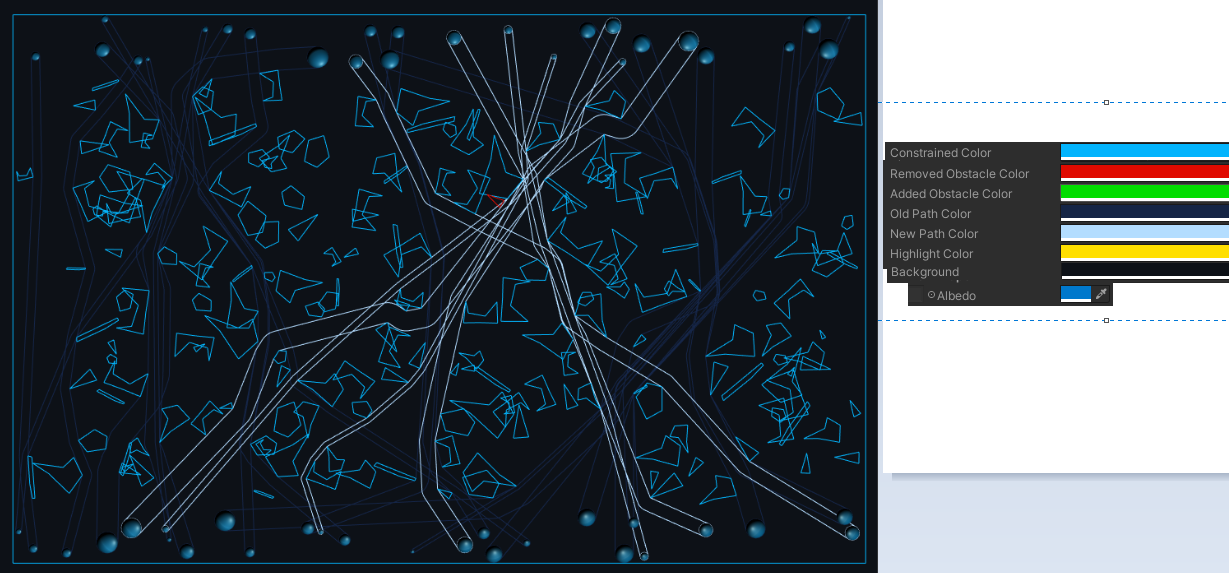 Constrained Color
Removed Obstacle Color
Added Obstacle Color
Old Path Color
New Path Color
Highlight Color
Background
Albedo